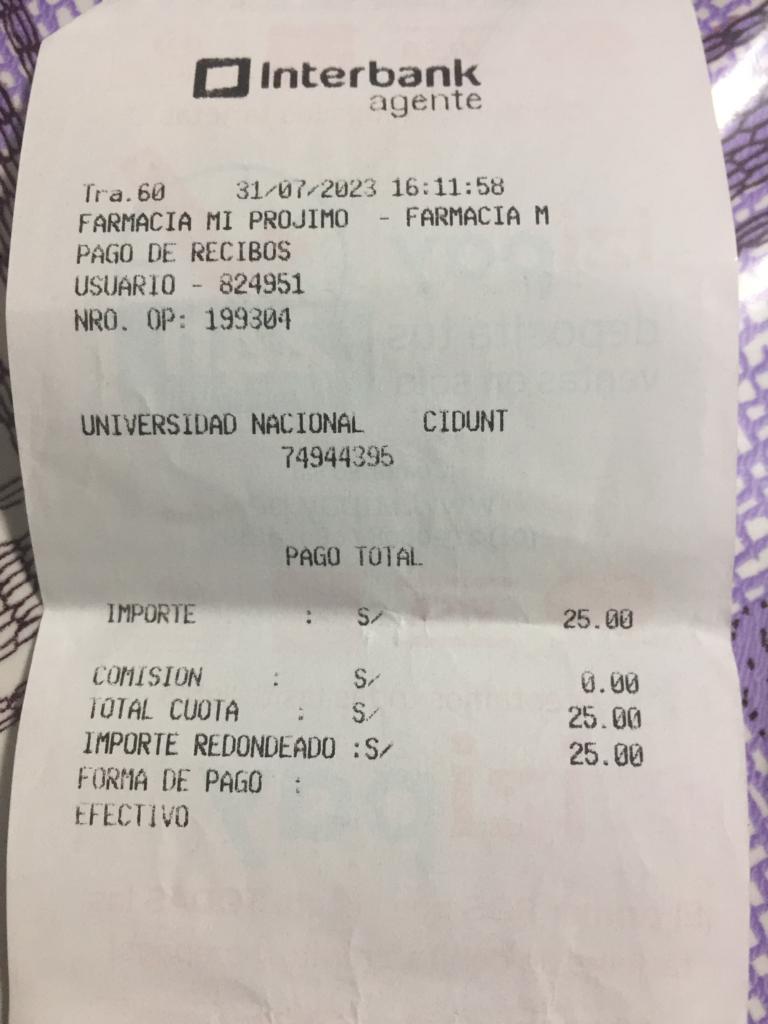 Interbank
agente
Tra.60 31/07/2023 16:11:58
FARMACIA MI PROJIMO - FARMACIA M
PAGO DE RECIBOS
USUARIO - 824951
NRO. OP: 199304
UNIVERSIDAD NACIONAL CIDUNT
74944395
PAGO TOTAL
IMPORTE : S/ 25.00
COMISION : S/ 0.00
TOTAL CUOTA : S/ 25.00
IMPORTE REDONDEADO :S/ 25.00
FORMA DE PAGO :
EFECTIVO